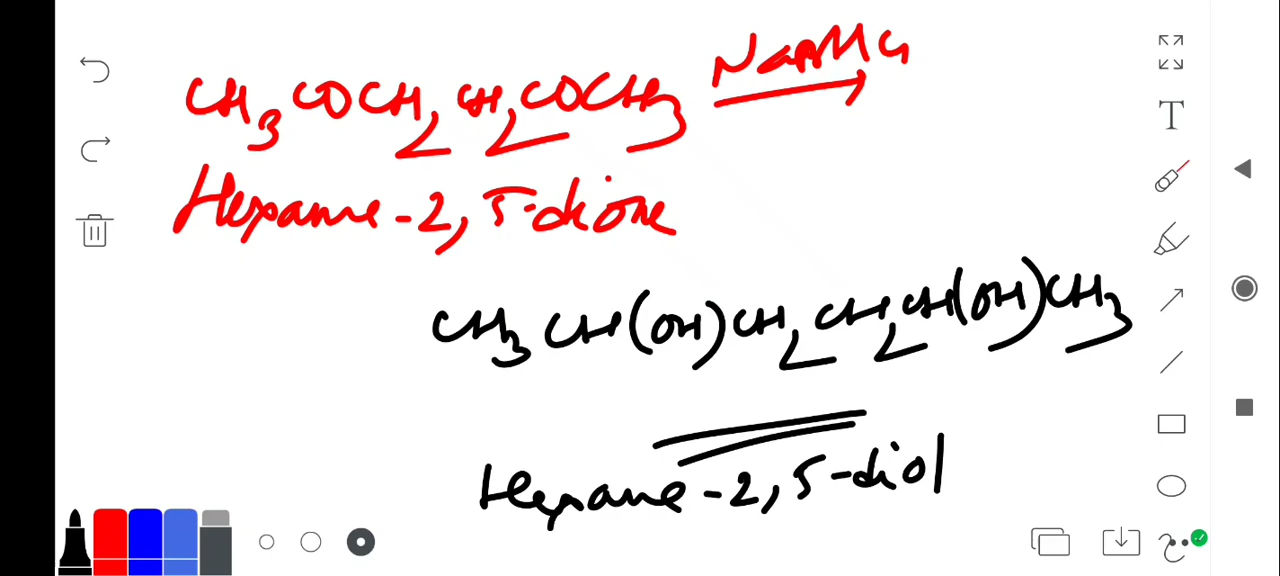 CH3COCH2CH2COCH3 NaBH4
Hexane-2,5-dione
CH3CH(OH)CH2CH2CH(OH)CH3
Hexane-2,5-diol
T